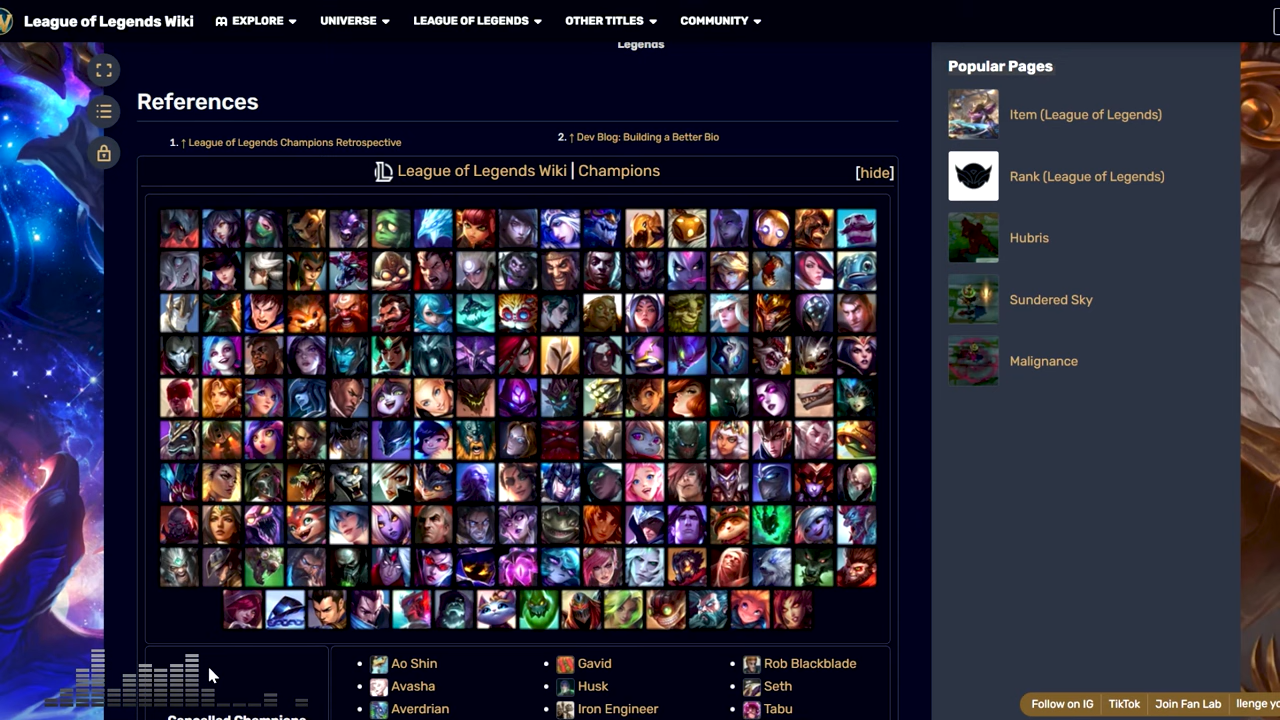 League of Legends Wiki
EXPLORE
UNIVERSE
LEAGUE OF LEGENDS
OTHER TITLES
COMMUNITY
Legends
References
1. ↑ League of Legends Champions Retrospective
2. ↑ Dev Blog: Building a Better Bio
League of Legends Wiki | Champions
[hide]
• Ao Shin
• Avasha
• Averdrian
• Gavid
• Husk
• Iron Engineer
• Rob Blackblade
• Seth
• Tabu
Cancelled Champions
Popular Pages
Item (League of Legends)
Rank (League of Legends)
Hubris
Sundered Sky
Malignance
Follow on IG
TikTok
Join Fan Lab